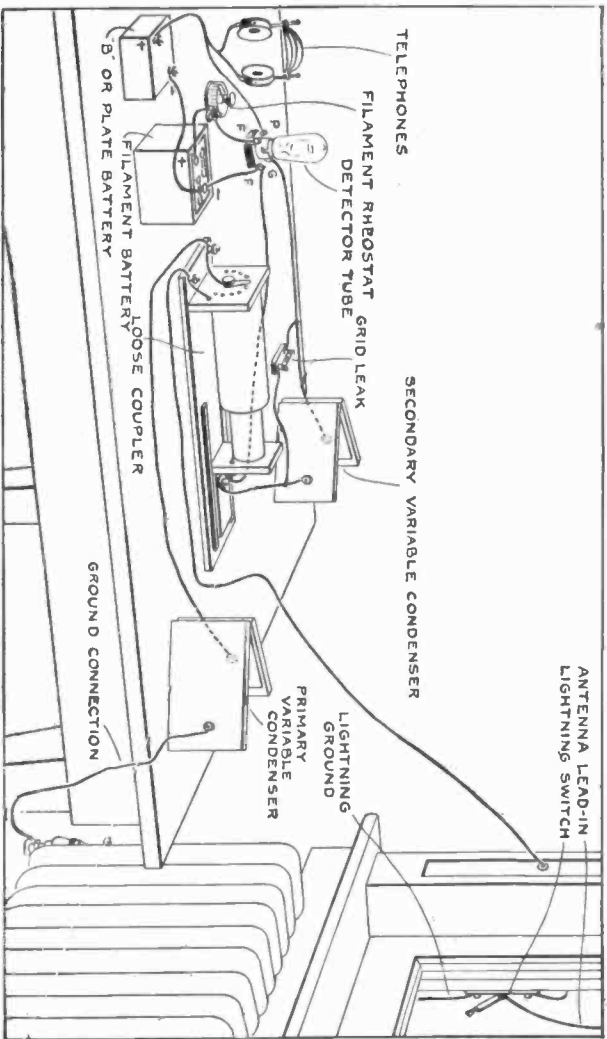 ANTENNA LEAD-IN
LIGHTNING SWITCH
SECONDARY VARIABLE CONDENSER
TELEPHONES
FILAMENT RHEOSTAT
DETECTOR TUBE
GRID LEAK
LIGHTNING
GROUND
PRIMARY
VARIABLE
CONDENSER
P
G
F
F
+
-
+
-
LOOSE COUPLER
FILAMENT BATTERY
"B" OR PLATE BATTERY
GROUND CONNECTION